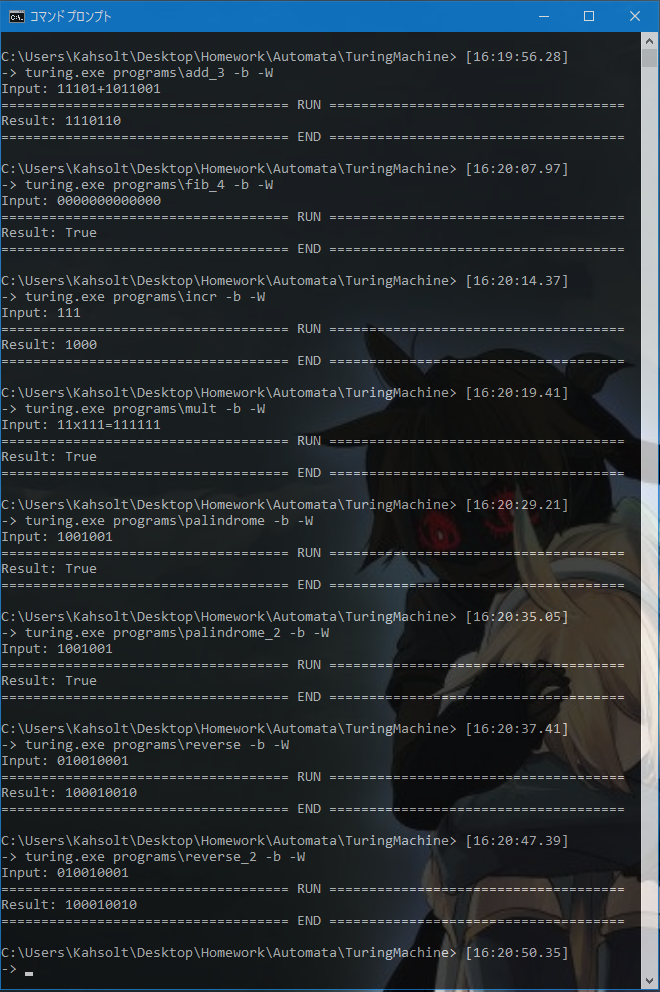 コマンド プロンプト
C:\Users\Kahsolt\Desktop\Homework\Automata\TuringMachine> [16:19:56.28]
-> turing.exe programs\add_3 -b -W
Input: 11101+1011001
==================================== RUN =====================================
Result: 1110110
==================================== END =====================================
C:\Users\Kahsolt\Desktop\Homework\Automata\TuringMachine> [16:20:07.97]
-> turing.exe programs\fib_4 -b -W
Input: 0000000000000
==================================== RUN =====================================
Result: True
==================================== END =====================================
C:\Users\Kahsolt\Desktop\Homework\Automata\TuringMachine> [16:20:14.37]
-> turing.exe programs\incr -b -W
Input: 111
==================================== RUN =====================================
Result: 1000
==================================== END =====================================
C:\Users\Kahsolt\Desktop\Homework\Automata\TuringMachine> [16:20:19.41]
-> turing.exe programs\mult -b -W
Input: 11x111=111111
==================================== RUN =====================================
Result: True
==================================== END =====================================
C:\Users\Kahsolt\Desktop\Homework\Automata\TuringMachine> [16:20:29.21]
-> turing.exe programs\palindrome -b -W
Input: 1001001
==================================== RUN =====================================
Result: True
==================================== END =====================================
C:\Users\Kahsolt\Desktop\Homework\Automata\TuringMachine> [16:20:35.05]
-> turing.exe programs\palindrome_2 -b -W
Input: 1001001
==================================== RUN =====================================
Result: True
==================================== END =====================================
C:\Users\Kahsolt\Desktop\Homework\Automata\TuringMachine> [16:20:37.41]
-> turing.exe programs\reverse -b -W
Input: 010010001
==================================== RUN =====================================
Result: 100010010
==================================== END =====================================
C:\Users\Kahsolt\Desktop\Homework\Automata\TuringMachine> [16:20:47.39]
-> turing.exe programs\reverse_2 -b -W
Input: 010010001
==================================== RUN =====================================
Result: 100010010
==================================== END =====================================
C:\Users\Kahsolt\Desktop\Homework\Automata\TuringMachine> [16:20:50.35]
-> _